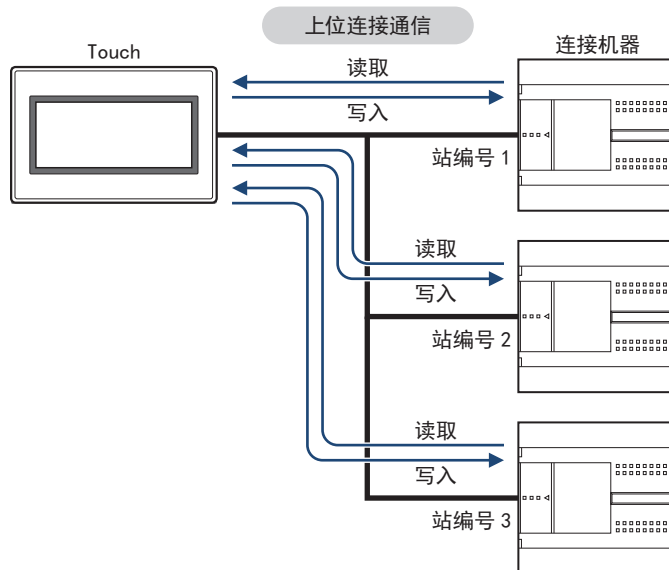 上位连接通信
Touch
连接机器
读取
写入
站编号 1
读取
写入
站编号 2
读取
写入
站编号 3